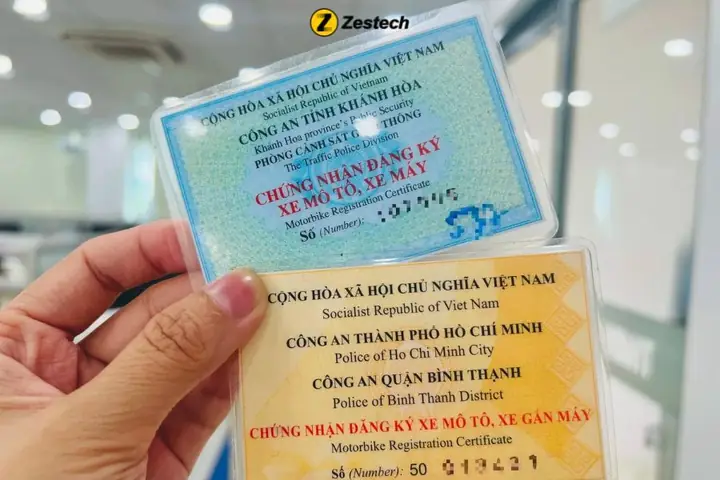 Zestech
CỘNG HÒA XÃ HỘI CHỦ NGHĨA VIỆT NAM
Socialist Republic of Vietnam
CÔNG AN TỈNH KHÁNH HÒA
Khánh Hoa province's Public Security
PHÒNG CẢNH SÁT GIAO THÔNG
The Traffic Police Division
CHỨNG NHẬN ĐĂNG KÝ
XE MÔ TÔ, XE MÁY
Motorbike Registration Certificate
Số (Number):
CỘNG HÒA XÃ HỘI CHỦ NGHĨA VIỆT NAM
Socialist Republic of Viet Nam
CÔNG AN THÀNH PHỐ HỒ CHÍ MINH
Police of Ho Chi Minh City
CÔNG AN QUẬN BÌNH THẠNH
Police of Binh Thanh District
CHỨNG NHẬN ĐĂNG KÝ XE MÔ TÔ, XE GẮN MÁY
Motorbike Registration Certificate
Số (Number): 50